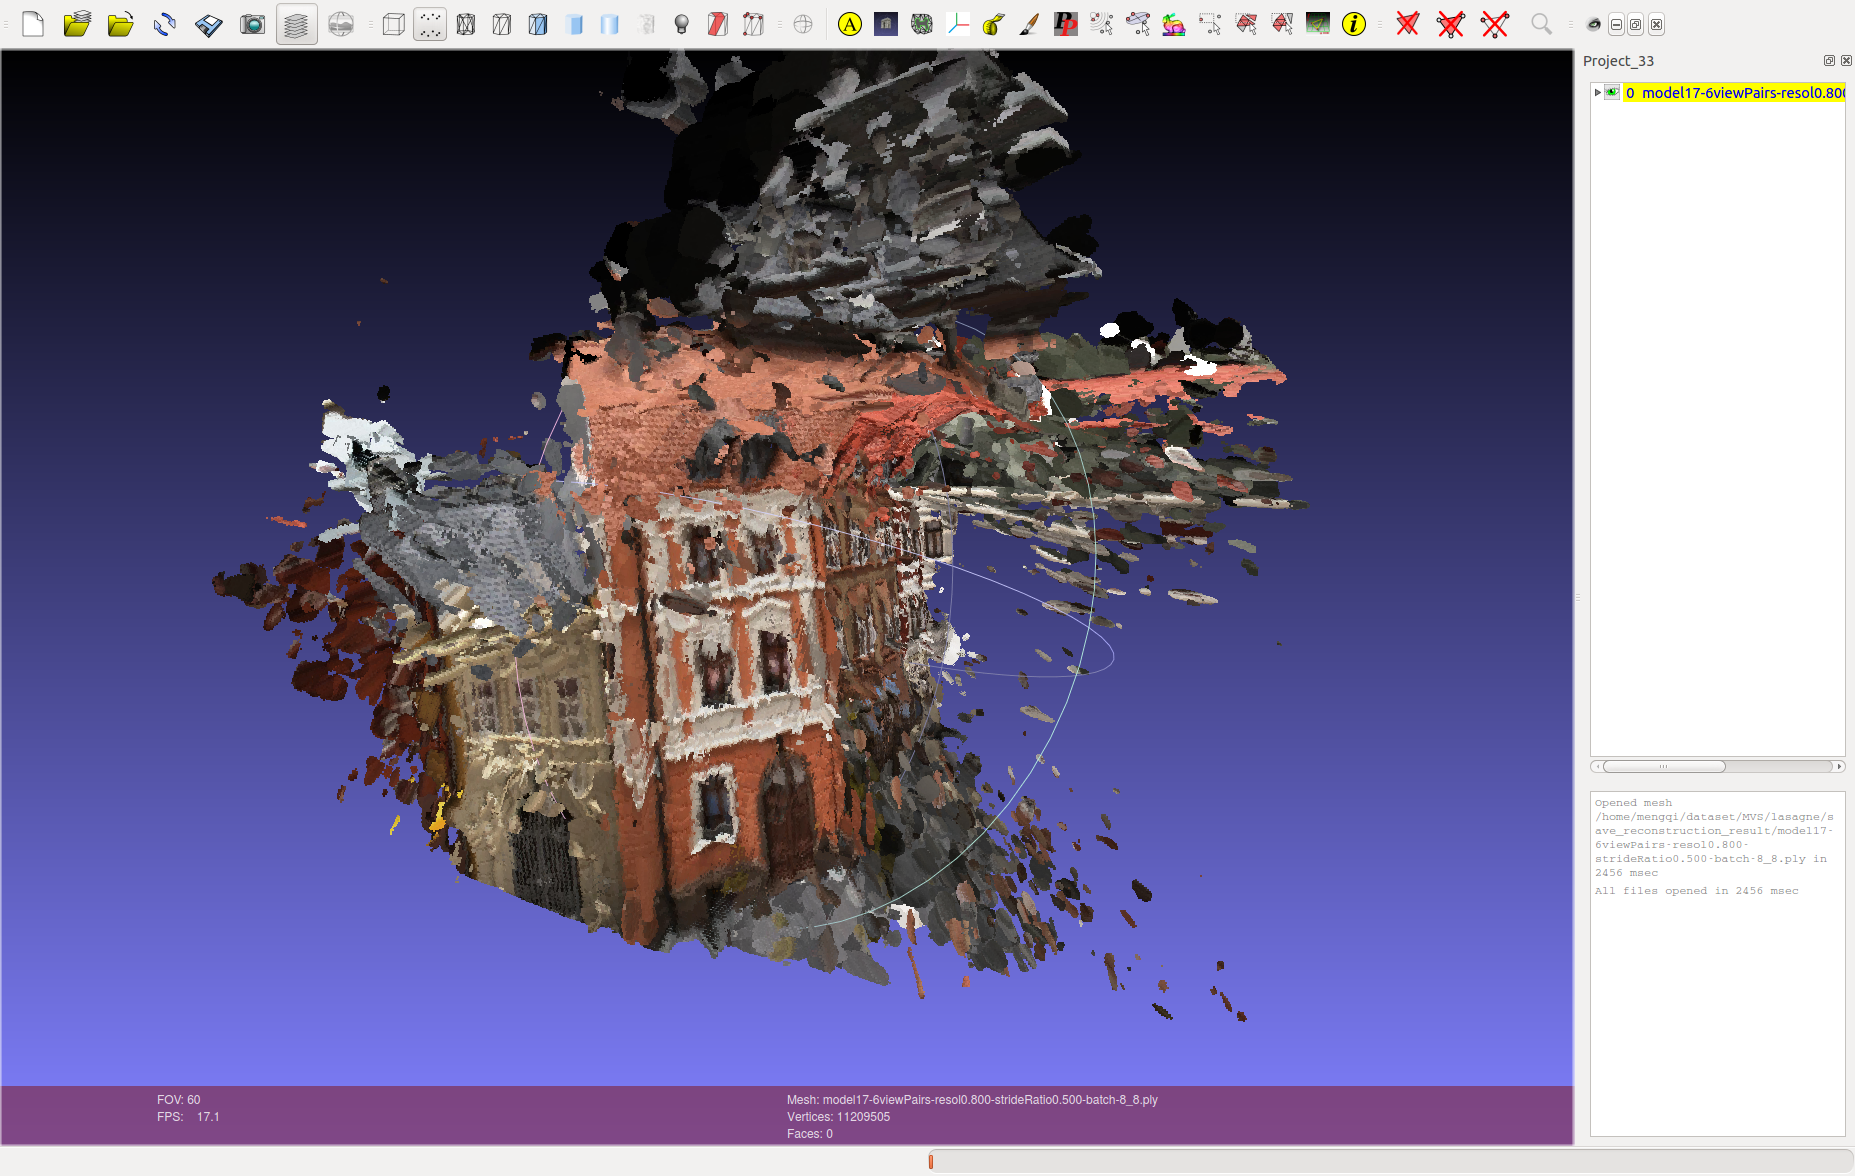 A
P
P
i
Project_33
0 model17-6viewPairs-resol0.800
Opened mesh
/home/mengqi/dataset/MVS/lasagne/s
ave_reconstruction_result/model17-
6viewPairs-resol0.800-
strideRatio0.500-batch-8_8.ply in
2456 msec
All files opened in 2456 msec
FOV: 60
FPS: 17.1
Mesh: model17-6viewPairs-resol0.800-strideRatio0.500-batch-8_8.ply
Vertices: 11209505
Faces: 0